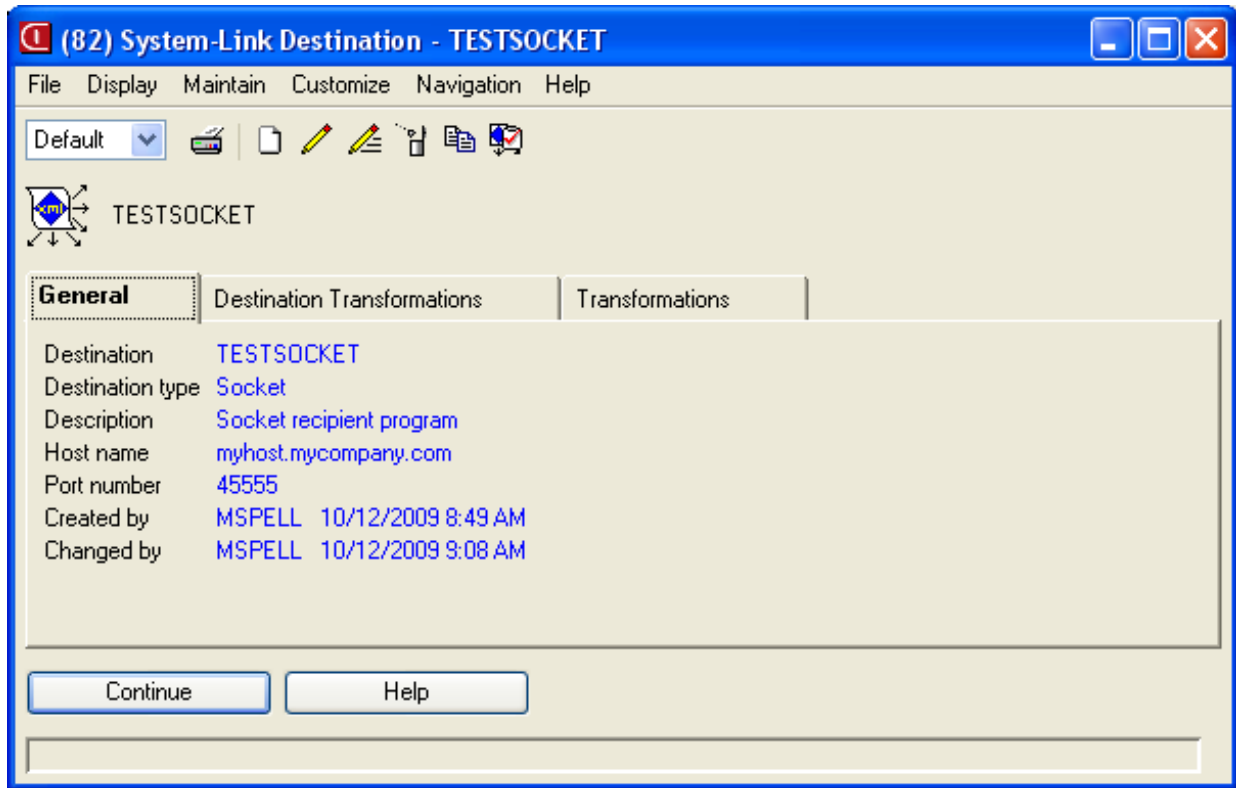 (82) System-Link Destination - TESTSOCKET
File Display Maintain Customize Navigation Help
Default
xml TESTSOCKET
General Destination Transformations Transformations
Destination TESTSOCKET
Destination type Socket
Description Socket recipient program
Host name myhost.mycompany.com
Port number 45555
Created by MSPELL 10/12/2009 8:49 AM
Changed by MSPELL 10/12/2009 9:08 AM
Continue Help